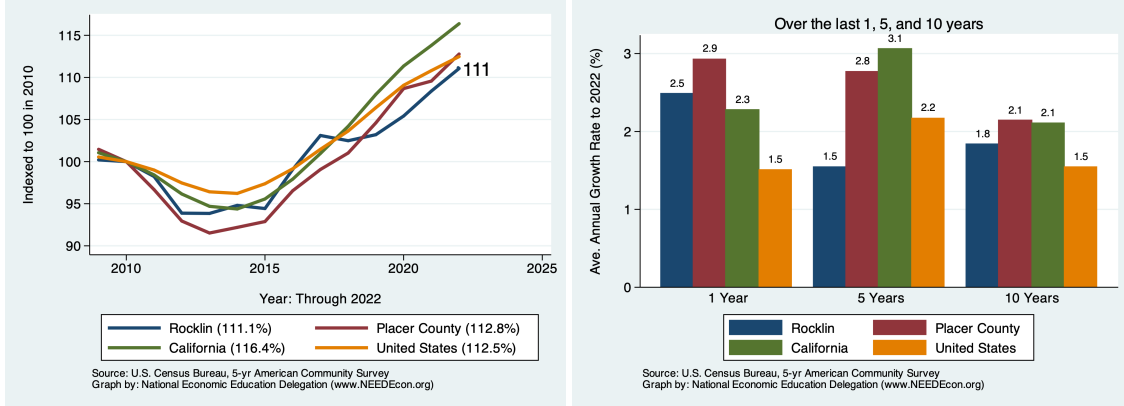 Indexed to 100 in 2010
115
110
105
100
95
90
111
2010
2015
2020
2025
Year: Through 2022
Rocklin (111.1%)
Placer County (112.8%)
California (116.4%)
United States (112.5%)
Source: U.S. Census Bureau, 5-yr American Community Survey
Graph by: National Economic Education Delegation (www.NEEDEcon.org)
Over the last 1, 5, and 10 years
Ave. Annual Growth Rate to 2022 (%)
3
2
1
0
2.5
2.9
2.3
1.5
1.5
2.8
3.1
2.2
1.8
2.1
2.1
1.5
1 Year
5 Years
10 Years
Rocklin
Placer County
California
United States
Source: U.S. Census Bureau, 5-yr American Community Survey
Graph by: National Economic Education Delegation (www.NEEDEcon.org)